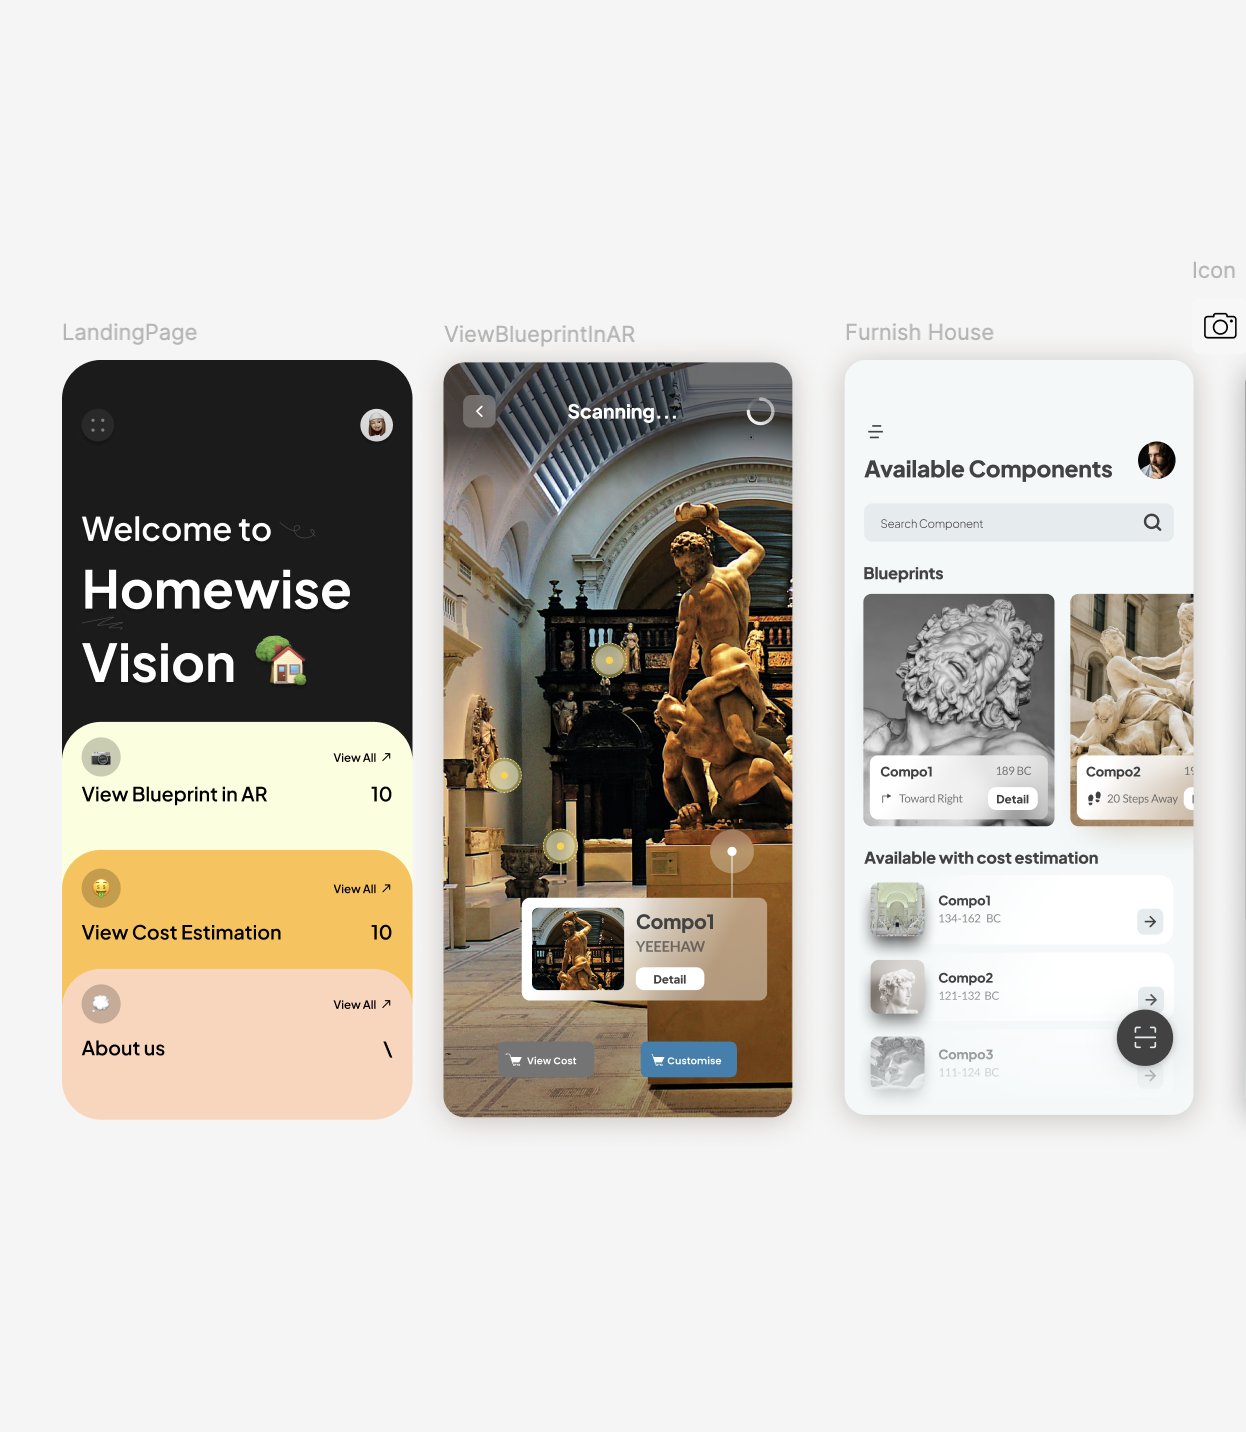 Icon
LandingPage
Welcome to
Homewise
Vision
View All
View Blueprint in AR 10
View All
View Cost Estimation 10
View All
About us \
ViewBlueprintInAR
Scanning...
Compo1
YEEEHAW
Detail
View Cost
Customise
Furnish House
Available Components
Search Component
Blueprints
Compo1 189 BC
Toward Right Detail
Compo2 19
20 Steps Away
Available with cost estimation
Compo1
134-162 BC
Compo2
121-132 BC
Compo3
111-124 BC